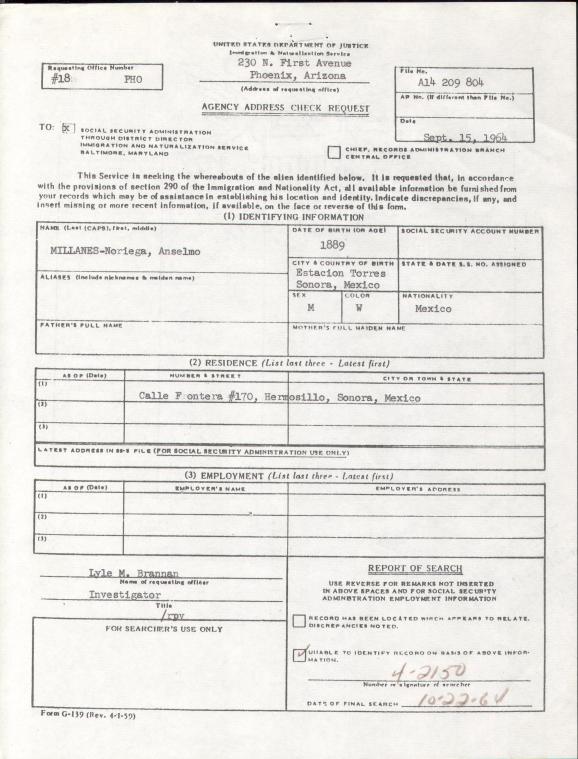 UNITED STATES DEPARTMENT OF JUSTICE
Immigration & Naturalization Service
230 N. First Avenue
Phoenix, Arizona
(Address of requesting office)
Requesting Office Number
#18 PHO
File No.
A14 209 804
AP No. (If different than File No.)
Date
Sept. 15, 1964
AGENCY ADDRESS CHECK REQUEST
TO: X SOCIAL SECURITY ADMINISTRATION
THROUGH DISTRICT DIRECTOR
IMMIGRATION AND NATURALIZATION SERVICE
BALTIMORE, MARYLAND
CHIEF, RECORDS ADMINISTRATION BRANCH
CENTRAL OFFICE
This Service is seeking the whereabouts of the alien identified below. It is requested that, in accordance
with the provisions of section 290 of the Immigration and Nationality Act, all available information be furnished from
your records which may be of assistance in establishing his location and identity. Indicate discrepancies, if any, and
insert missing or more recent information, if available, on the face or reverse of this form.
(1) IDENTIFYING INFORMATION
NAME (Last (CAPS), first, middle)
MILLANES-Noriega, Anselmo
DATE OF BIRTH (OR AGE)
1889
SOCIAL SECURITY ACCOUNT NUMBER
ALIASES (Include nicknames & maiden name)
CITY & COUNTRY OF BIRTH
Estacion Torres
Sonora, Mexico
STATE & DATE S.S. NO. ASSIGNED
SEX
M
COLOR
W
NATIONALITY
Mexico
FATHER'S FULL NAME
MOTHER'S FULL MAIDEN NAME
(2) RESIDENCE (List last three - Latest first)
AS OF (Date) NUMBER & STREET CITY OR TOWN & STATE
(1)
Calle Frontera #170, Hermosillo, Sonora, Mexico
(2)
(3)
LATEST ADDRESS IN SS-5 FILE (FOR SOCIAL SECURITY ADMINISTRATION USE ONLY)
(3) EMPLOYMENT (List last three - Latest first)
AS OF (Date) EMPLOYER'S NAME EMPLOYER'S ADDRESS
(1)
(2)
(3)
Lyle M. Brannan
Name of requesting officer
Investigator
Title
/rpv
FOR SEARCHER'S USE ONLY
REPORT OF SEARCH
USE REVERSE FOR REMARKS NOT INSERTED
IN ABOVE SPACES AND FOR SOCIAL SECURITY
ADMINISTRATION EMPLOYMENT INFORMATION
RECORD HAS BEEN LOCATED WHICH APPEARS TO RELATE.
DISCREPANCIES NOTED.
UNABLE TO IDENTIFY RECORD ON BASIS OF ABOVE INFOR-
MATION.
4-2150
Number or signature of searcher
DATE OF FINAL SEARCH 10-22-64
Form G-139 (Rev. 4-1-59)